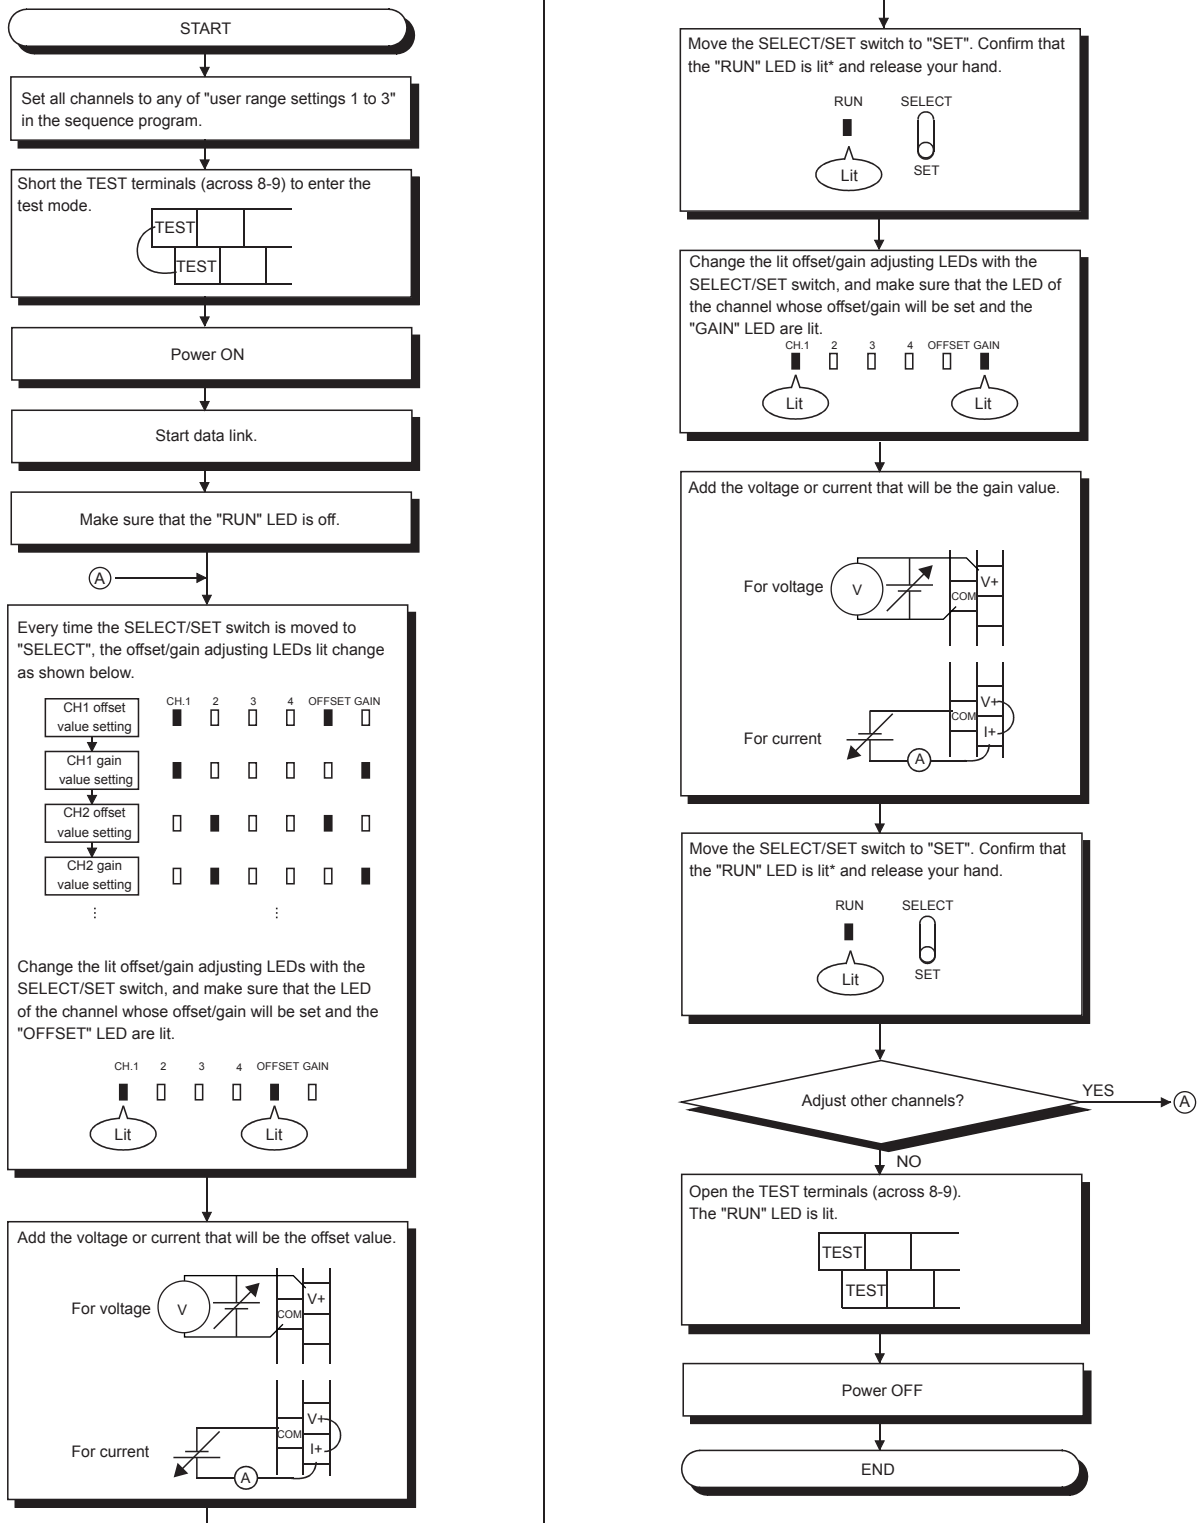 START
Set all channels to any of "user range settings 1 to 3"
in the sequence program.
Short the TEST terminals (across 8-9) to enter the
test mode.
TEST
TEST
Power ON
Start data link.
Make sure that the "RUN" LED is off.
A
Every time the SELECT/SET switch is moved to
"SELECT", the offset/gain adjusting LEDs lit change
as shown below.
CH.1 2 3 4 OFFSET GAIN
CH1 offset
value setting
CH1 gain
value setting
CH2 offset
value setting
CH2 gain
value setting
Change the lit offset/gain adjusting LEDs with the
SELECT/SET switch, and make sure that the LED
of the channel whose offset/gain will be set and the
"OFFSET" LED are lit.
CH.1 2 3 4 OFFSET GAIN
Lit Lit
Add the voltage or current that will be the offset value.
For voltage
V
COM
V+
For current
A
COM
V+
I+
Move the SELECT/SET switch to "SET". Confirm that
the "RUN" LED is lit* and release your hand.
RUN SELECT
Lit
SET
Change the lit offset/gain adjusting LEDs with the
SELECT/SET switch, and make sure that the LED of
the channel whose offset/gain will be set and the
"GAIN" LED are lit.
CH.1 2 3 4 OFFSET GAIN
Lit Lit
Add the voltage or current that will be the gain value.
For voltage
V
COM
V+
For current
A
COM
V+
I+
Move the SELECT/SET switch to "SET". Confirm that
the "RUN" LED is lit* and release your hand.
RUN SELECT
Lit
SET
Adjust other channels?
YES
A
NO
Open the TEST terminals (across 8-9).
The "RUN" LED is lit.
TEST
TEST
Power OFF
END